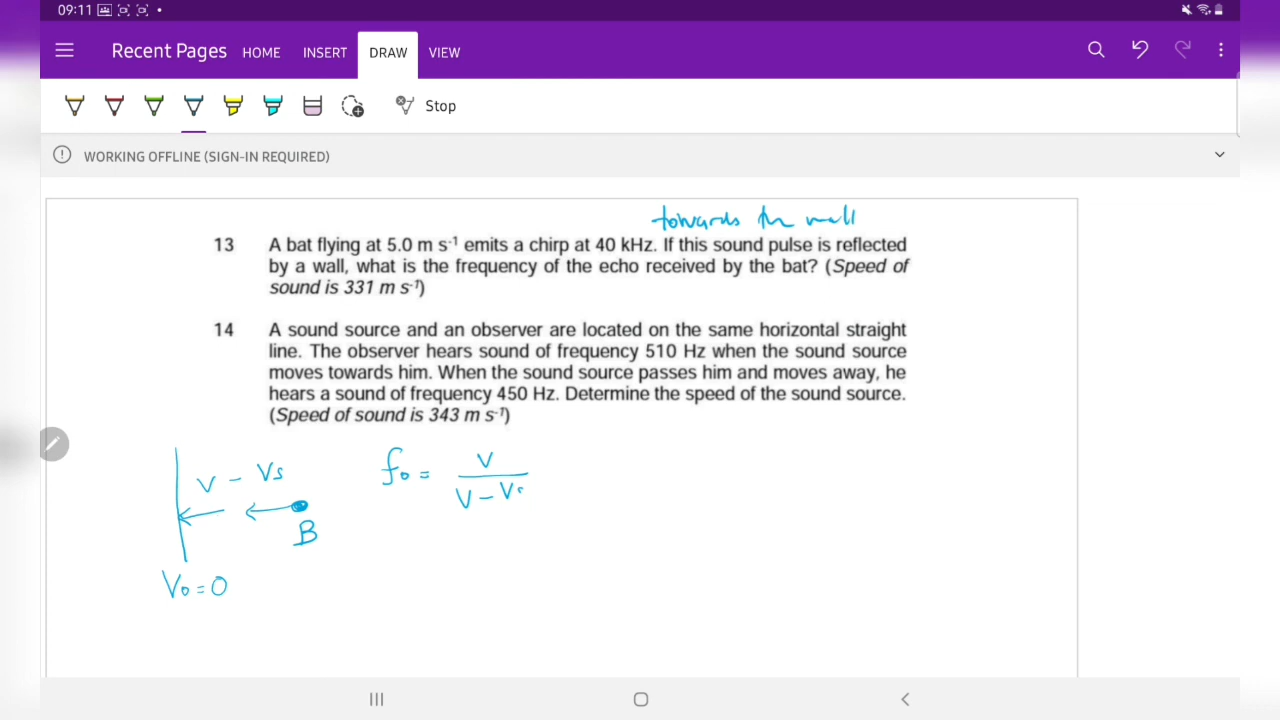 09:11
Recent Pages HOME INSERT DRAW VIEW
Stop
WORKING OFFLINE (SIGN-IN REQUIRED)
towards the wall
13 A bat flying at 5.0 m s⁻¹ emits a chirp at 40 kHz. If this sound pulse is reflected
by a wall, what is the frequency of the echo received by the bat? (Speed of
sound is 331 m s⁻¹)
14 A sound source and an observer are located on the same horizontal straight
line. The observer hears sound of frequency 510 Hz when the sound source
moves towards him. When the sound source passes him and moves away, he
hears a sound of frequency 450 Hz. Determine the speed of the sound source.
(Speed of sound is 343 m s⁻¹)
V - Vs
B
Vo = 0
fo = V
V - Vs